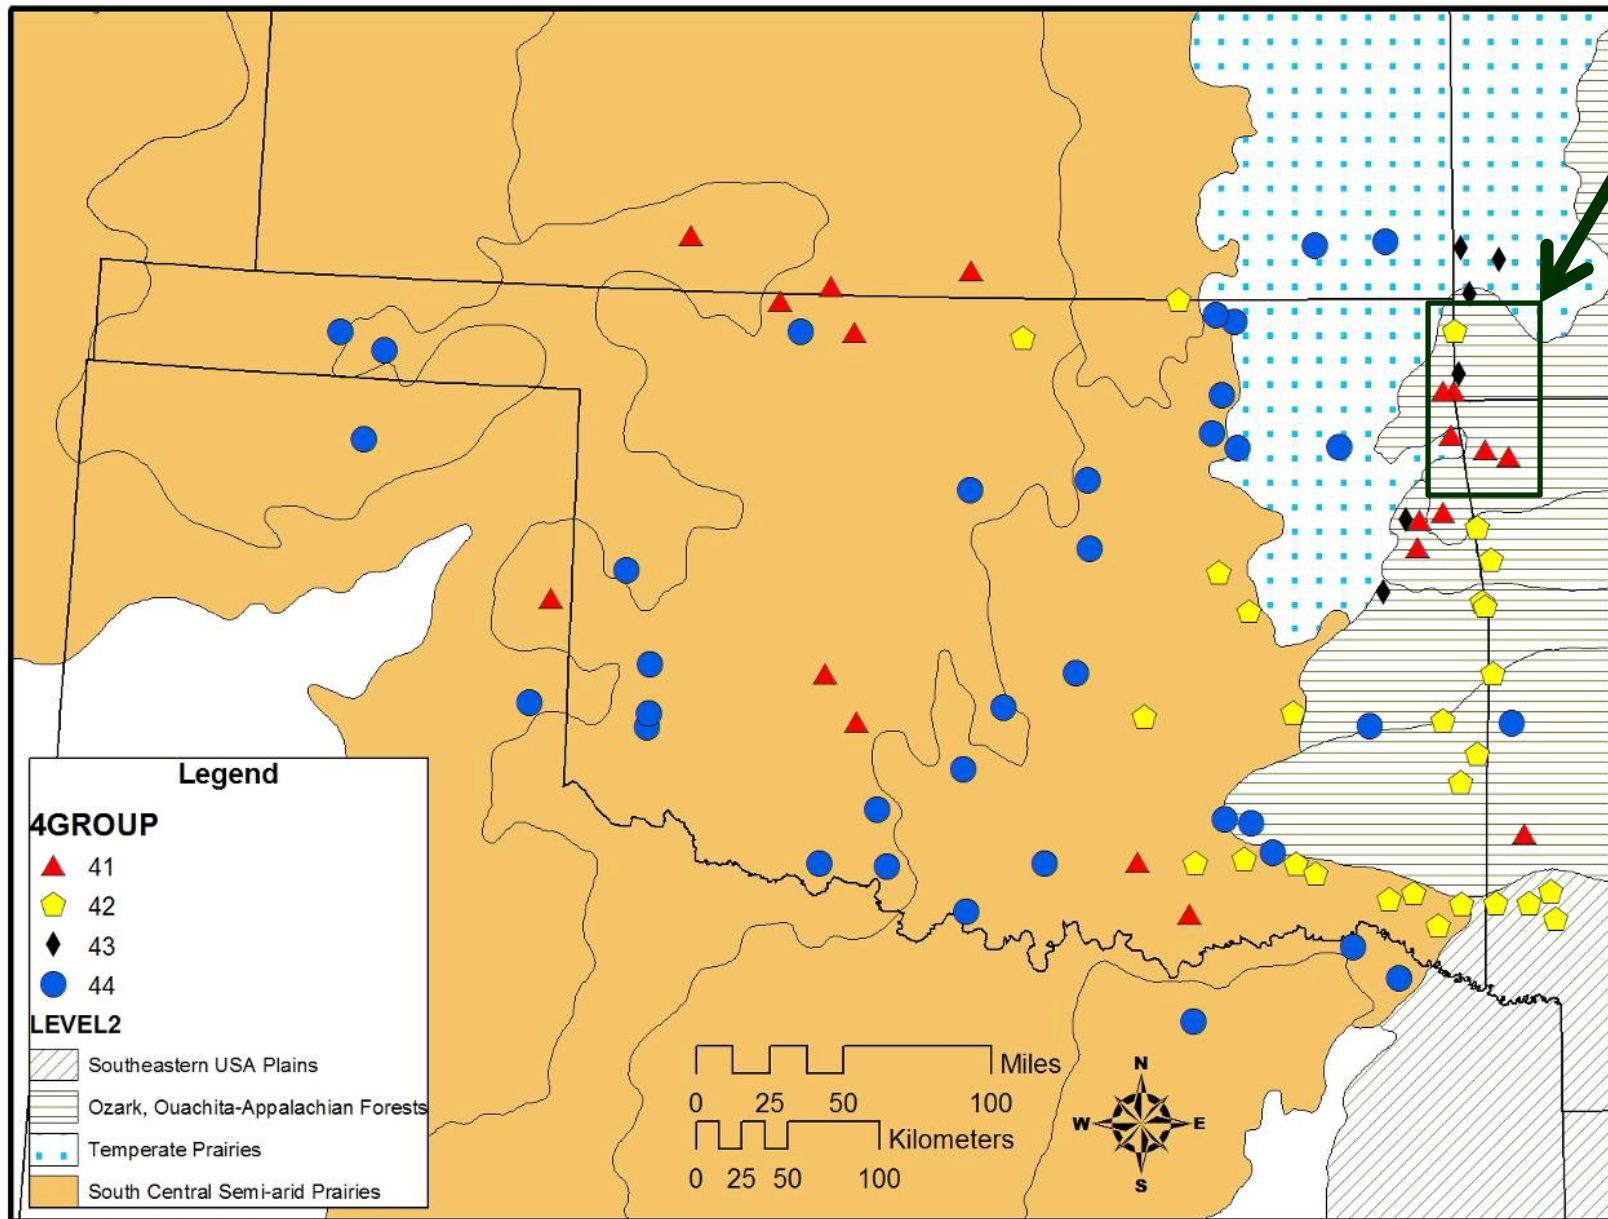 Legend
4GROUP
41
42
43
44
LEVEL2
Southeastern USA Plains
Ozark, Ouachita-Appalachian Forests
Temperate Prairies
South Central Semi-arid Prairies
Miles
0 25 50 100
Kilometers
0 25 50 100
N
W E
S